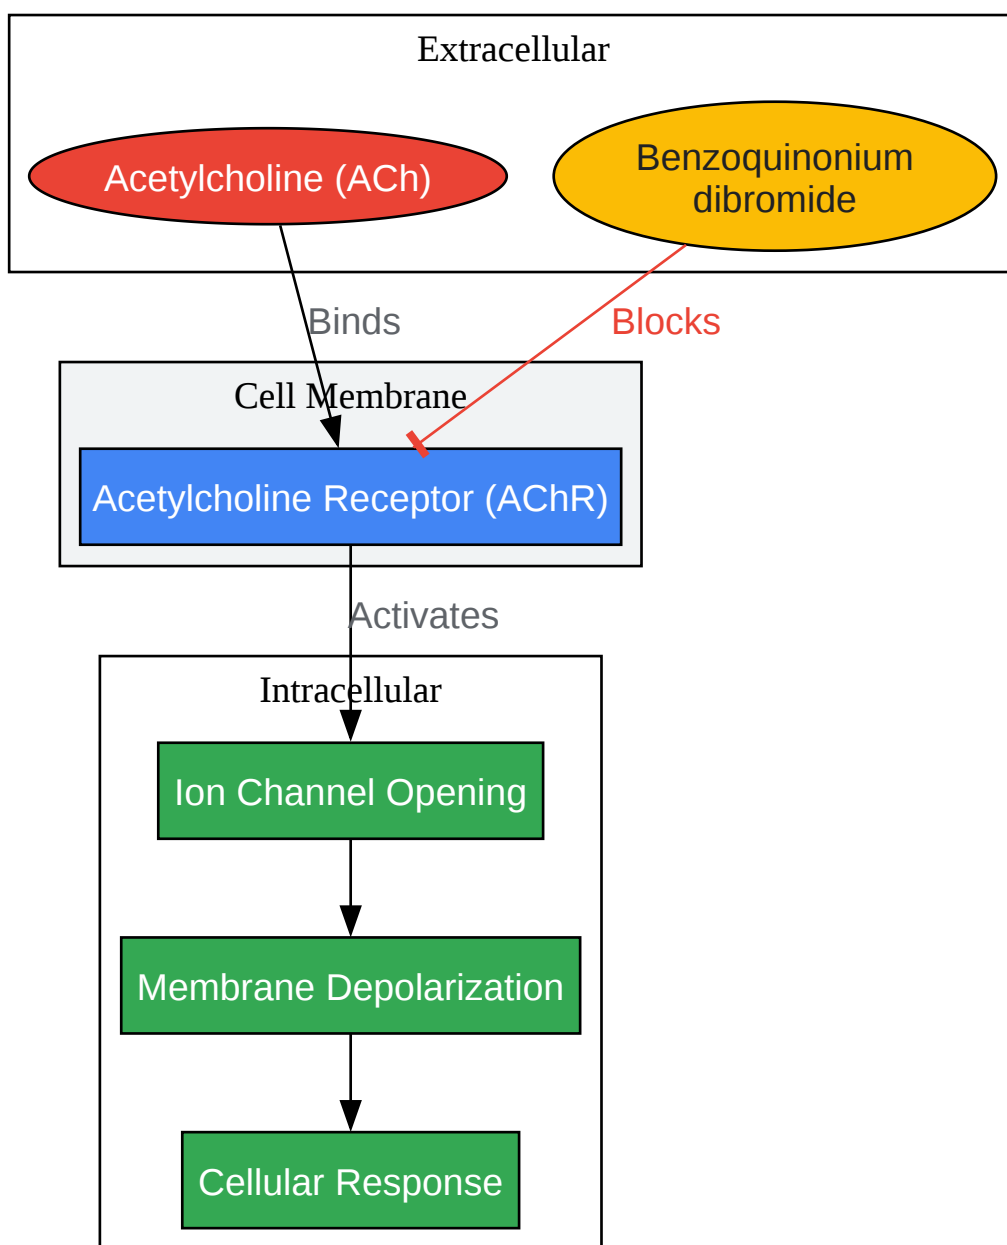 Extracellular
Acetylcholine (ACh)
Benzoquinonium
dibromide
Binds
Blocks
Cell Membrane
Acetylcholine Receptor (AChR)
Activates
Intracellular
Ion Channel Opening
Membrane Depolarization
Cellular Response